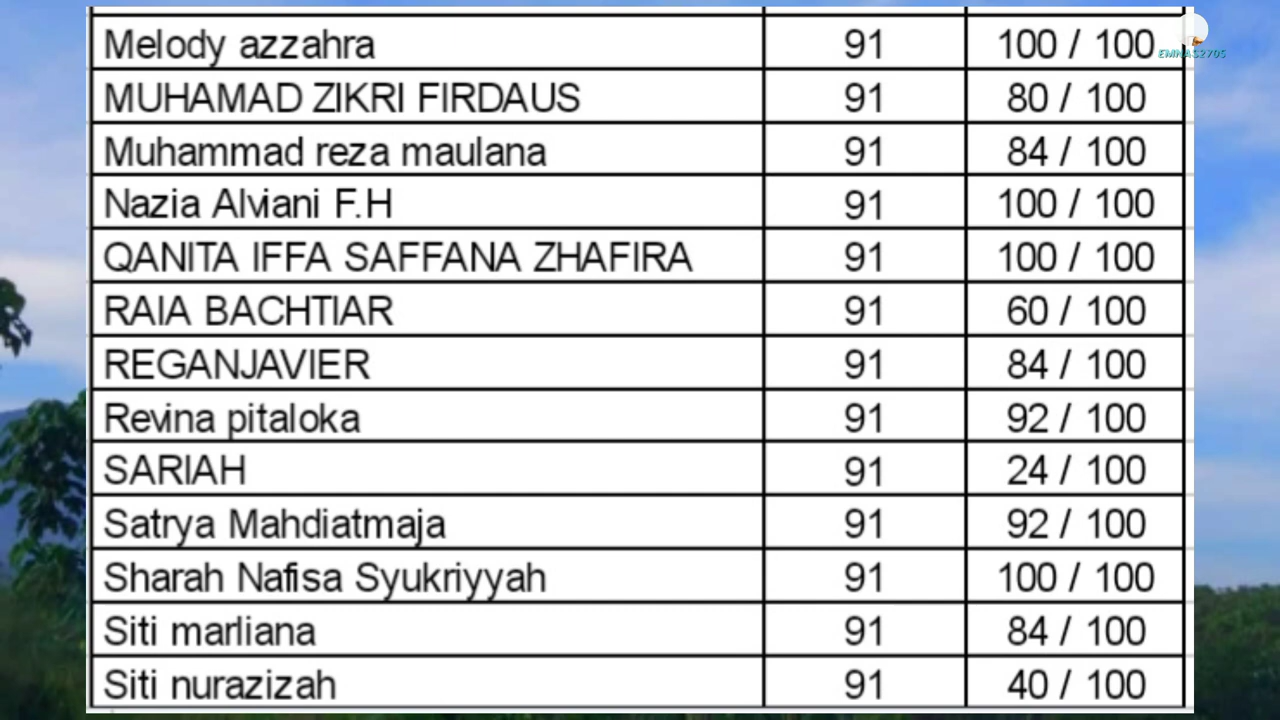 Melody azzahra 91 100 / 100
EMNAS2705
MUHAMAD ZIKRI FIRDAUS 91 80 / 100
Muhammad reza maulana 91 84 / 100
Nazia Alviani F.H 91 100 / 100
QANITA IFFA SAFFANA ZHAFIRA 91 100 / 100
RAIA BACHTIAR 91 60 / 100
REGANJAVIER 91 84 / 100
Revina pitaloka 91 92 / 100
SARIAH 91 24 / 100
Satrya Mahdiatmaja 91 92 / 100
Sharah Nafisa Syukriyyah 91 100 / 100
Siti marliana 91 84 / 100
Siti nurazizah 91 40 / 100